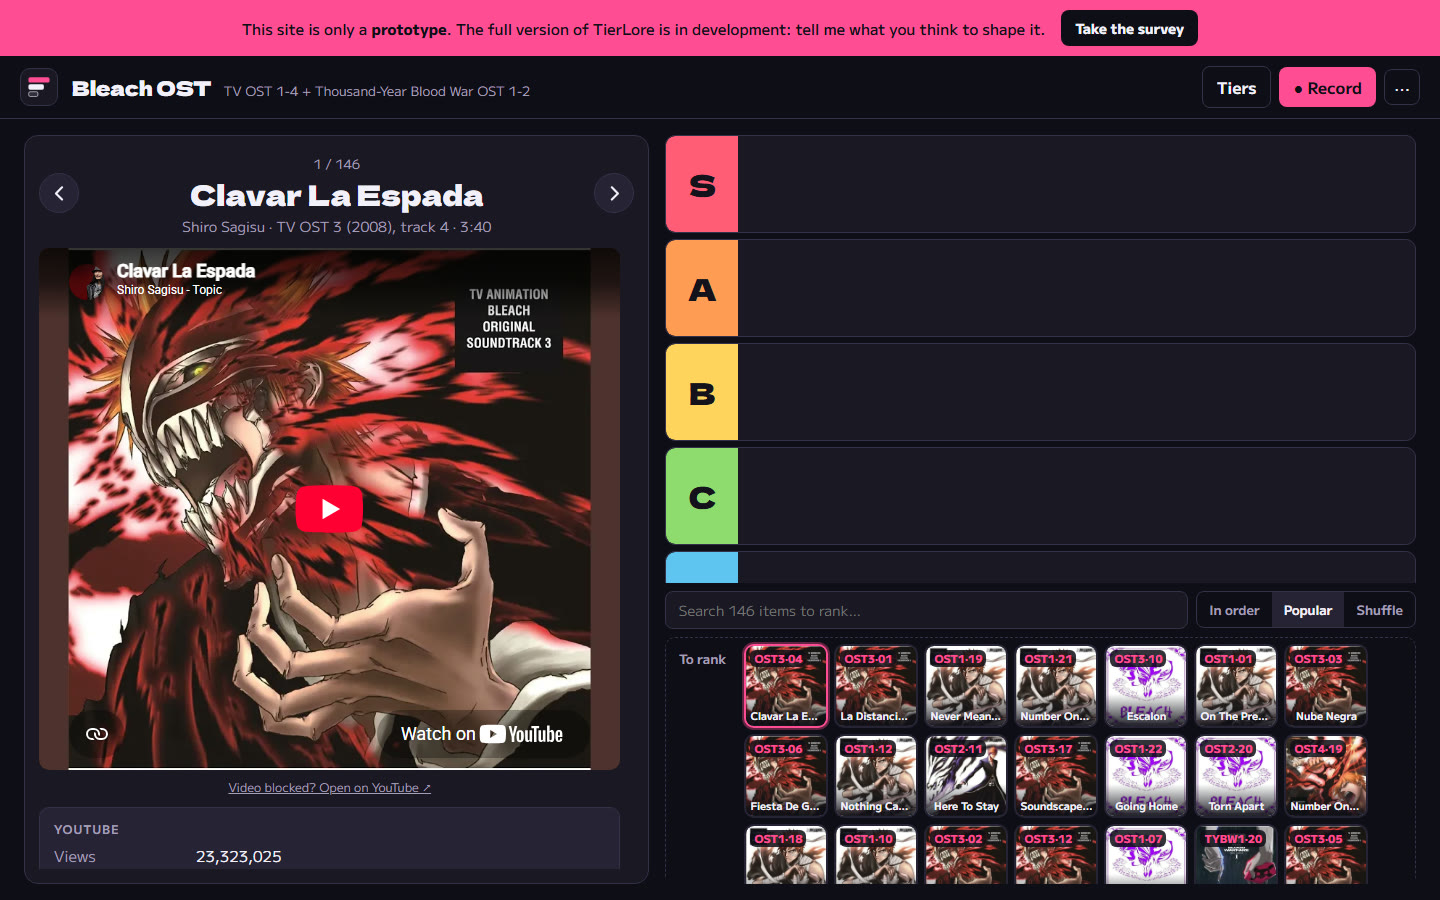 This site is only a prototype. The full version of TierLore is in development: tell me what you think to shape it.
Take the survey
Bleach OST
TV OST 1-4 + Thousand-Year Blood War OST 1-2
Tiers
● Record
...
1 / 146
Clavar La Espada
Shiro Sagisu · TV OST 3 (2008), track 4 · 3:40
Clavar La Espada
Shiro Sagisu - Topic
TV ANIMATION
BLEACH
ORIGINAL
SOUNDTRACK 3
Watch on YouTube
Video blocked? Open on YouTube ↗
YOUTUBE
Views 23,323,025
S
A
B
C
Search 146 items to rank...
In order
Popular
Shuffle
To rank
OST3-04
OST3-01
OST1-19
OST1-21
OST3-10
OST1-01
OST3-03
Clavar La E...
La Distanci...
Never Mean...
Number On...
Escalon
On The Pre...
Nube Negra
OST3-06
OST1-12
OST2-11
OST3-17
OST1-22
OST2-20
OST4-19
Fiesta De G...
Nothing Ca...
Here To Stay
Soundscape...
Going Home
Torn Apart
Number On...
OST1-18
OST1-10
OST3-02
OST3-12
OST1-07
TYBW1-20
OST3-05